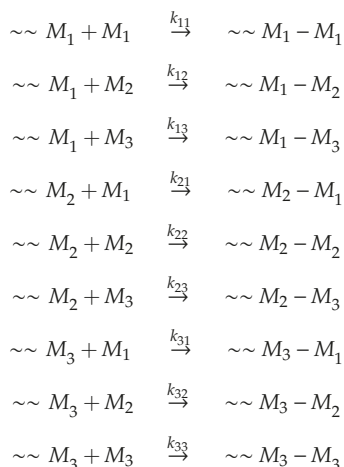 ~~ M₁ + M₁ k₁₁ → ~~ M₁ − M₁
~~ M₁ + M₂ k₁₂ → ~~ M₁ − M₂
~~ M₁ + M₃ k₁₃ → ~~ M₁ − M₃
~~ M₂ + M₁ k₂₁ → ~~ M₂ − M₁
~~ M₂ + M₂ k₂₂ → ~~ M₂ − M₂
~~ M₂ + M₃ k₂₃ → ~~ M₂ − M₃
~~ M₃ + M₁ k₃₁ → ~~ M₃ − M₁
~~ M₃ + M₂ k₃₂ → ~~ M₃ − M₂
~~ M₃ + M₃ k₃₃ → ~~ M₃ − M₃